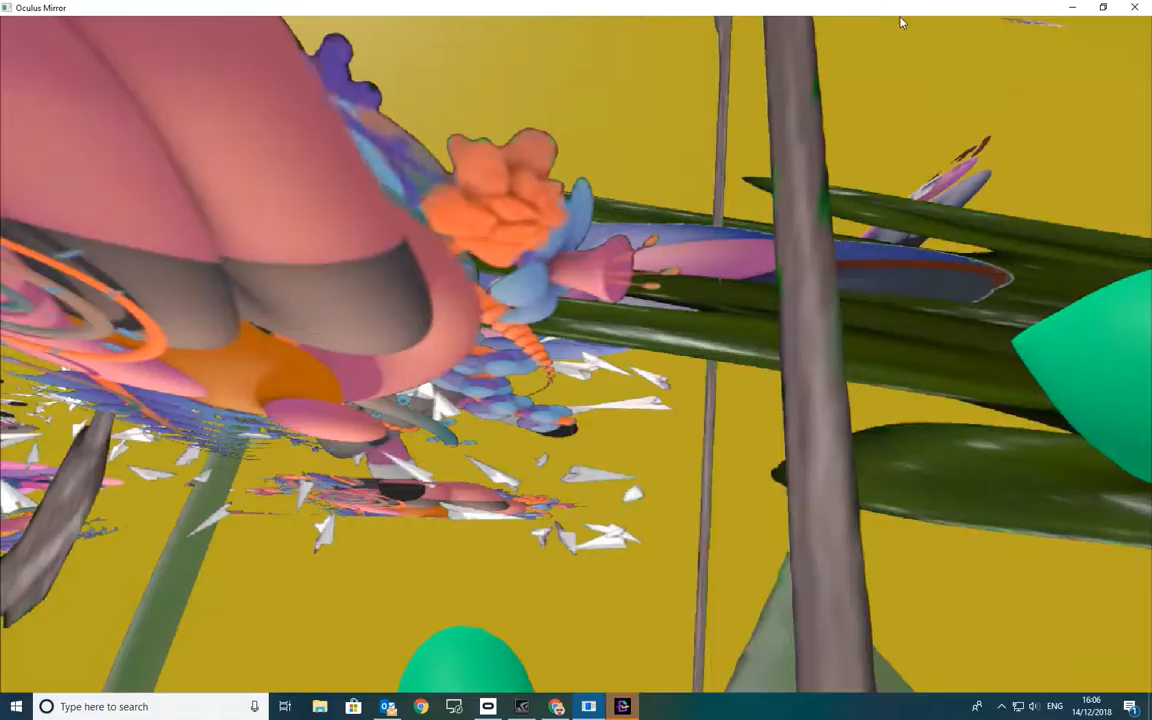 Oculus Mirror
Type here to search
ENG
16:06
14/12/2018